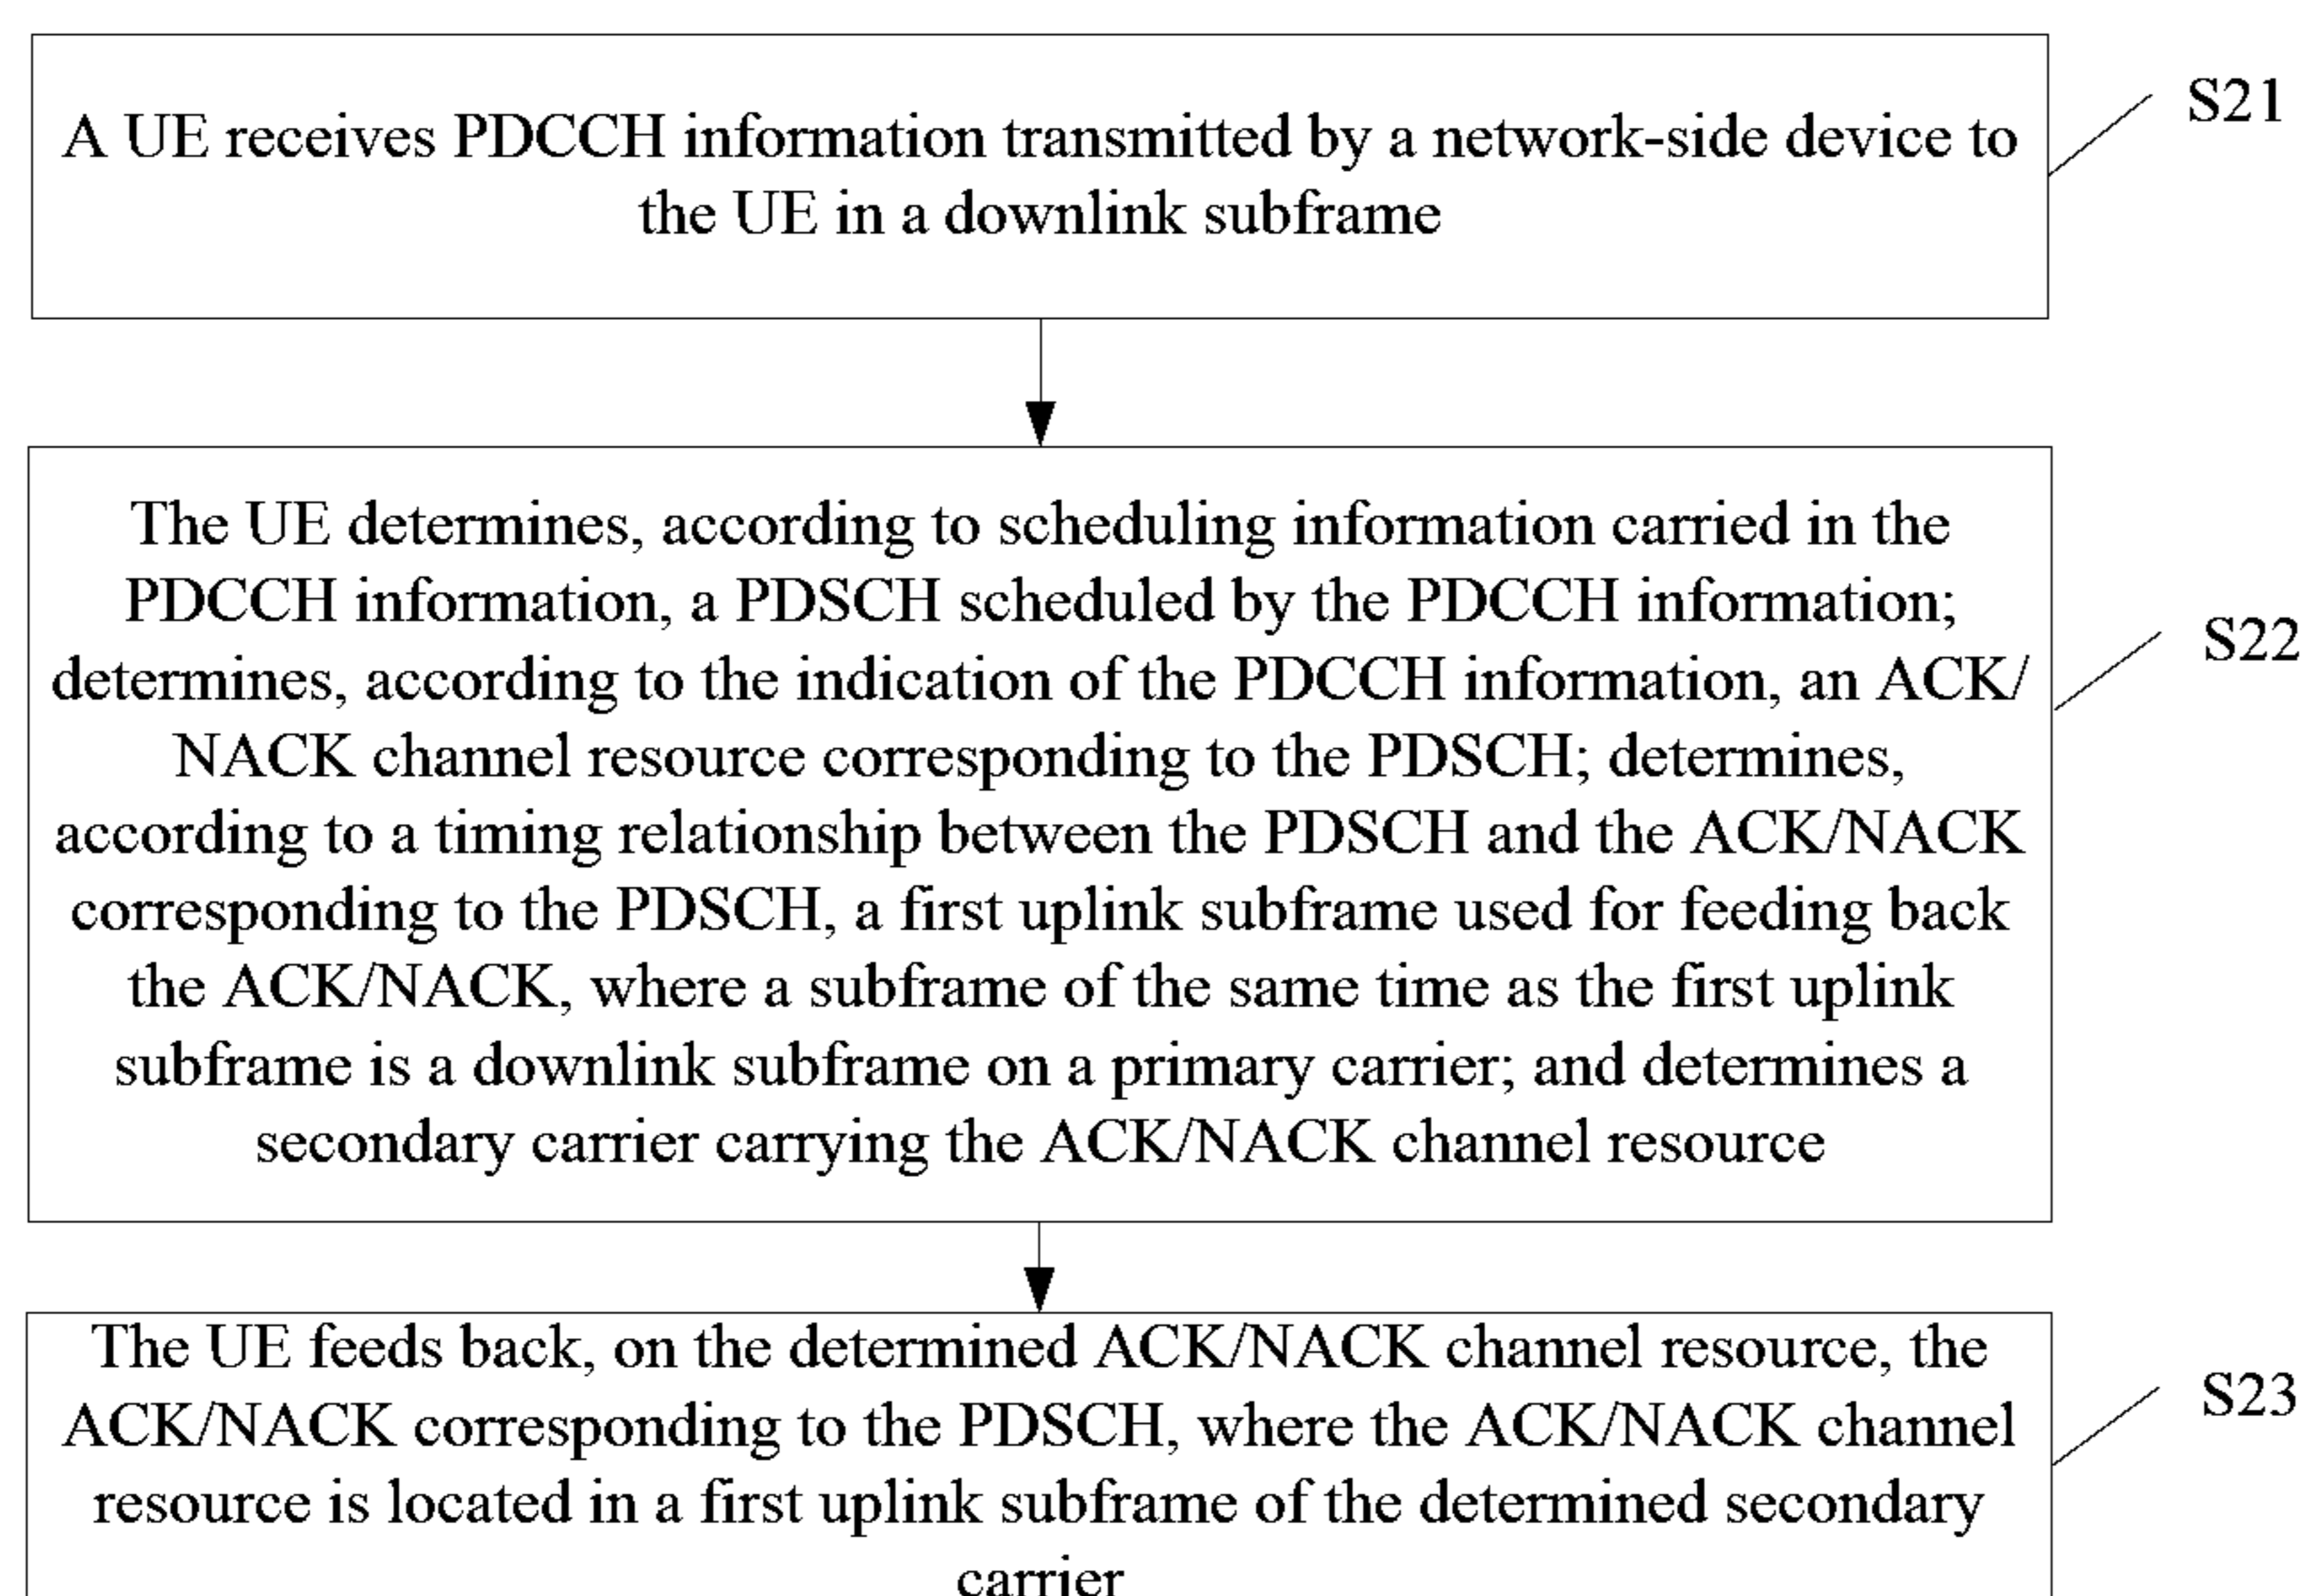 A UE receives PDCCH information transmitted by a network-side device to
the UE in a downlink subframe
S21
The UE determines, according to scheduling information carried in the
PDCCH information, a PDSCH scheduled by the PDCCH information;
determines, according to the indication of the PDCCH information, an ACK/
NACK channel resource corresponding to the PDSCH; determines,
according to a timing relationship between the PDSCH and the ACK/NACK
corresponding to the PDSCH, a first uplink subframe used for feeding back
the ACK/NACK, where a subframe of the same time as the first uplink
subframe is a downlink subframe on a primary carrier; and determines a
secondary carrier carrying the ACK/NACK channel resource
S22
The UE feeds back, on the determined ACK/NACK channel resource, the
ACK/NACK corresponding to the PDSCH, where the ACK/NACK channel
resource is located in a first uplink subframe of the determined secondary
carrier
S23